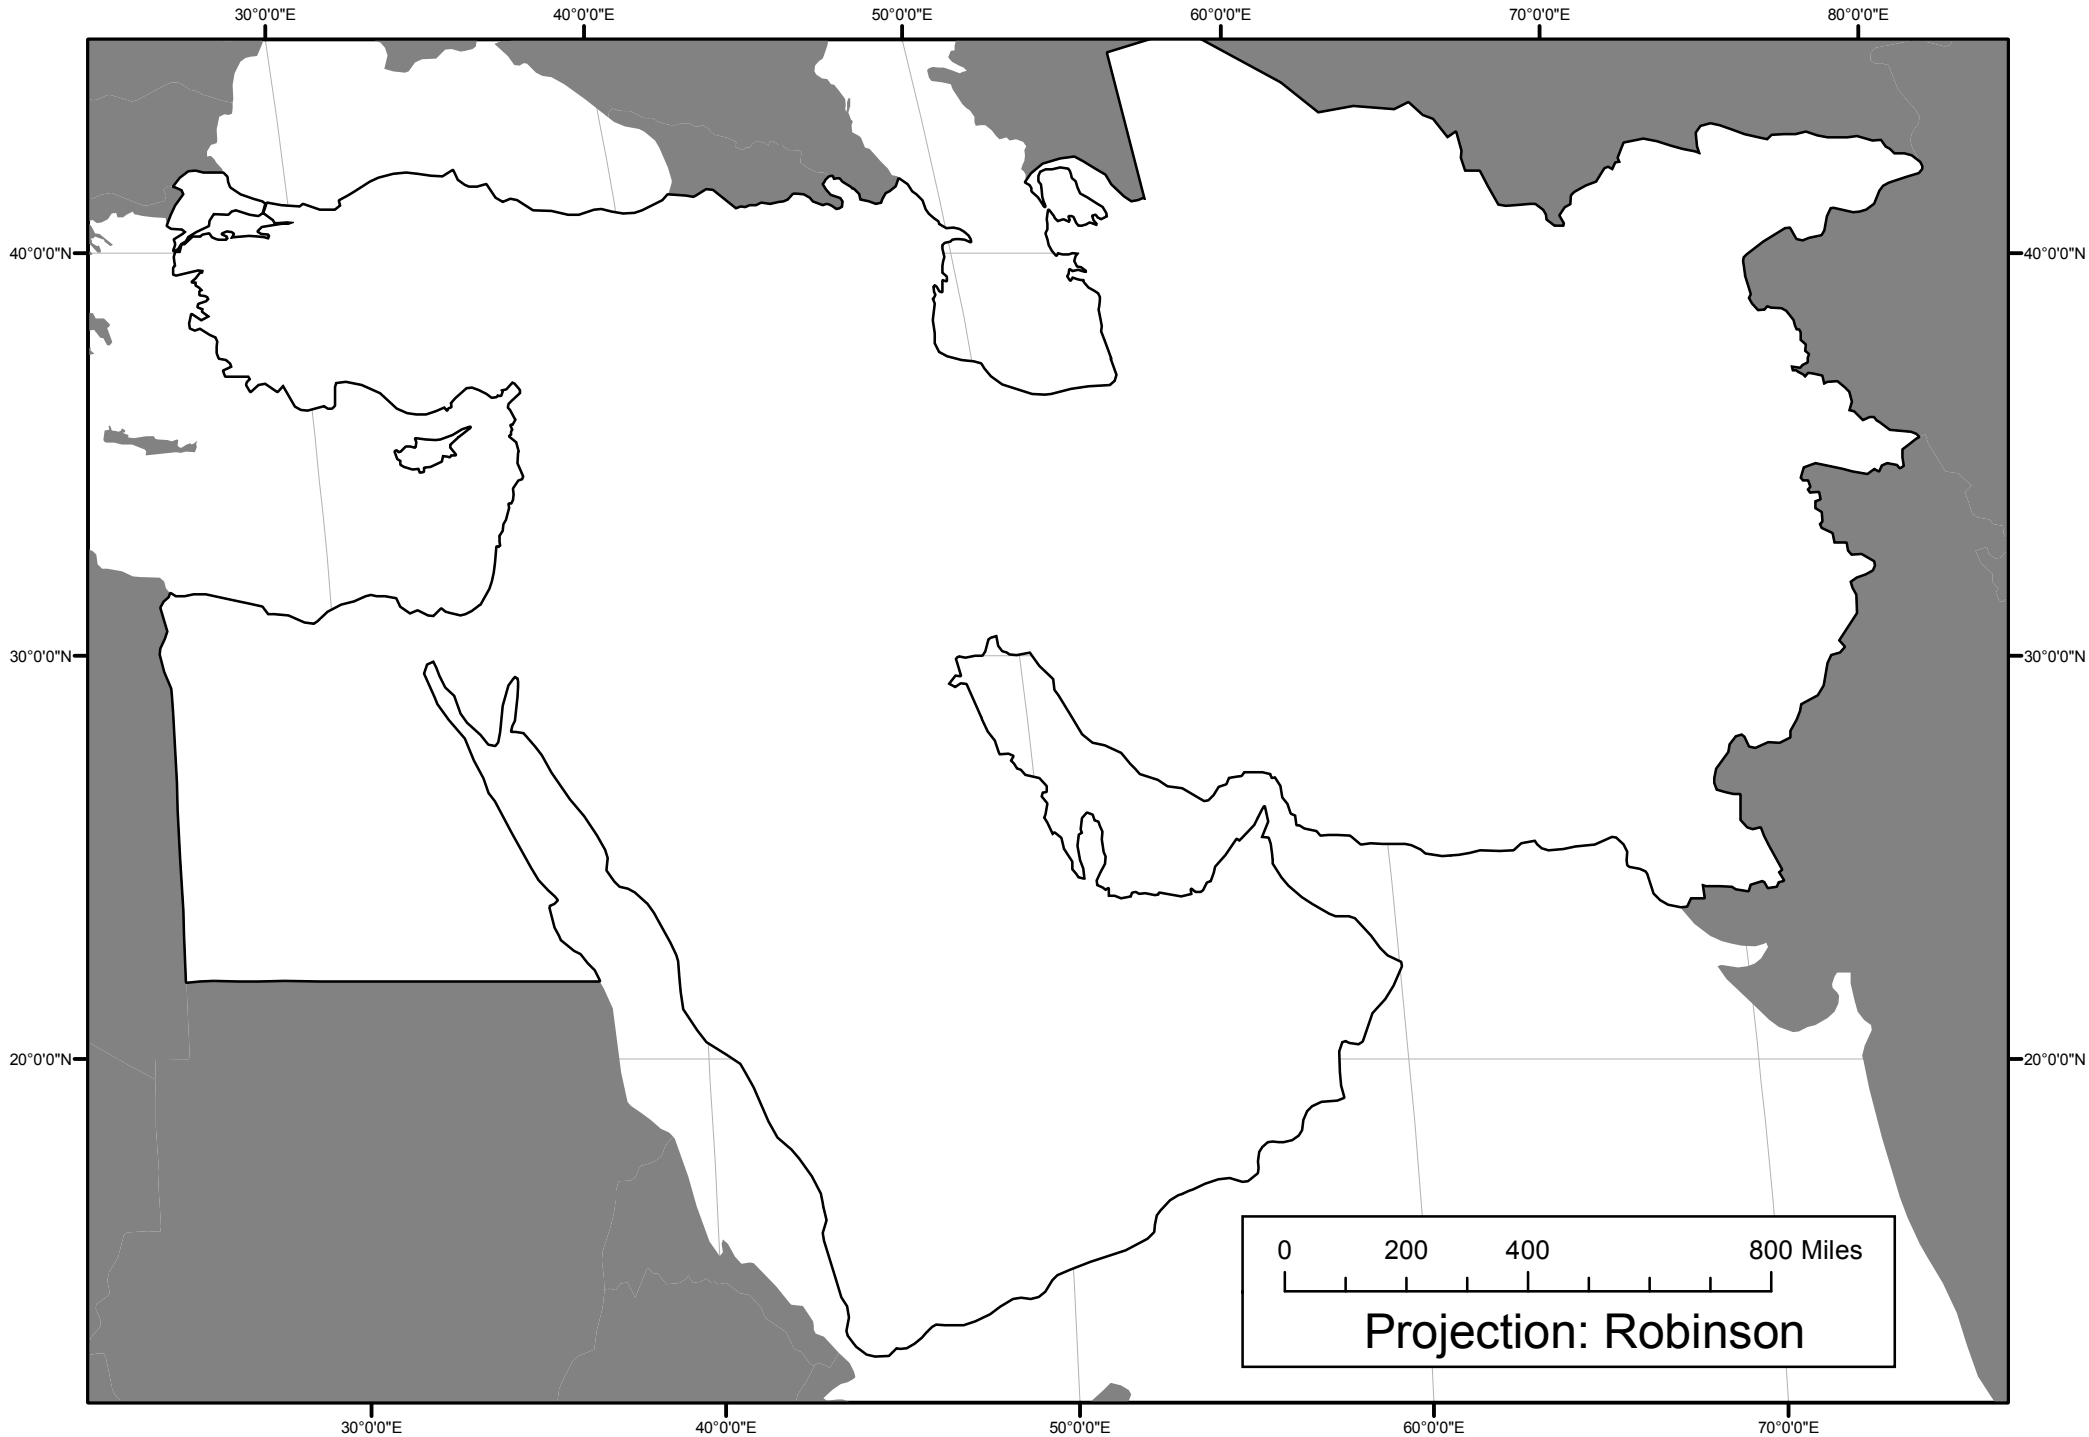 30°0'0"E 40°0'0"E 50°0'0"E 60°0'0"E 70°0'0"E 80°0'0"E
40°0'0"N 40°0'0"N
30°0'0"N 30°0'0"N
20°0'0"N 20°0'0"N
0 200 400 800 Miles
Projection: Robinson
30°0'0"E 40°0'0"E 50°0'0"E 60°0'0"E 70°0'0"E